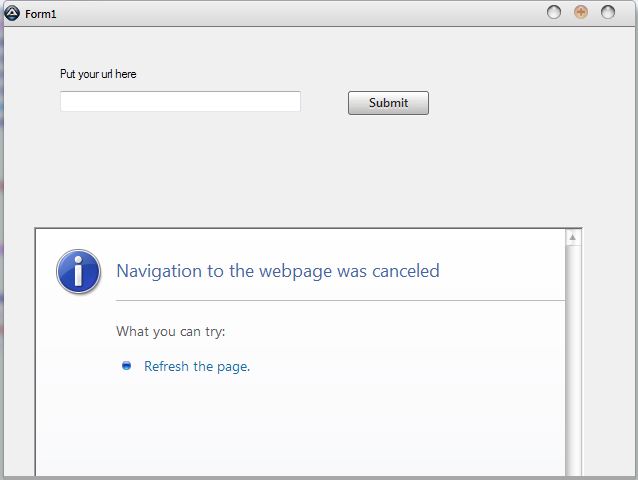 Form1
Put your url here
Submit
Navigation to the webpage was canceled
What you can try:
Refresh the page.